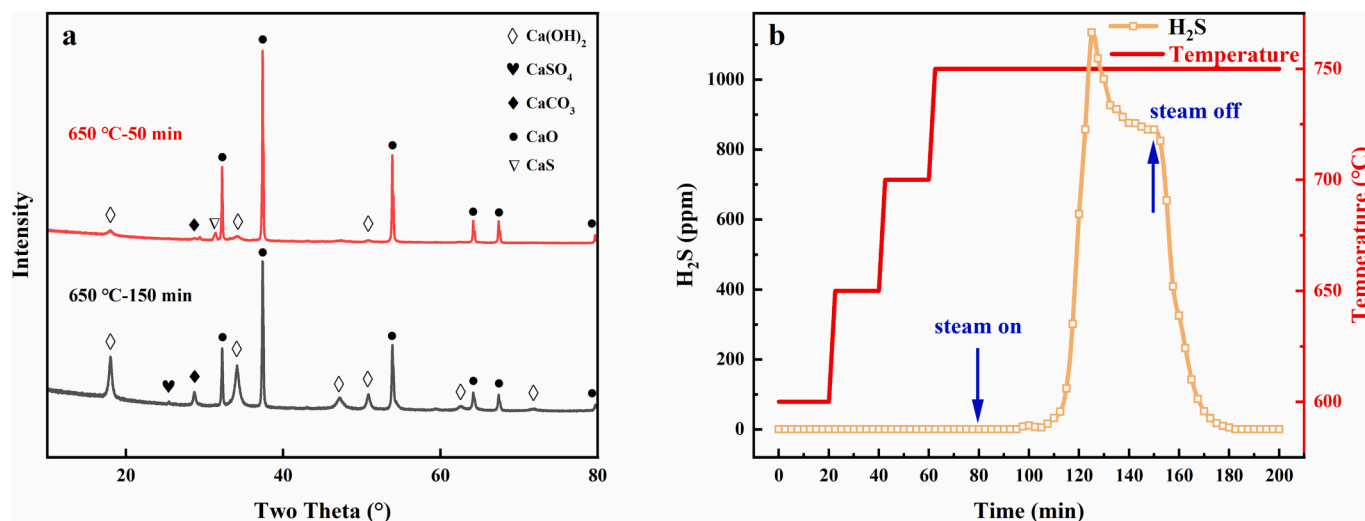 a
◇ Ca(OH)₂
♥ CaSO₄
◆ CaCO₃
● CaO
▽ CaS
650 °C-50 min
650 °C-150 min
Intensity
20
40
60
80
Two Theta (°)
b
H₂S
Temperature
steam off
steam on
1000
800
600
400
200
0
H₂S (ppm)
750
700
650
600
Temperature (°C)
0
20
40
60
80
100
120
140
160
180
200
Time (min)